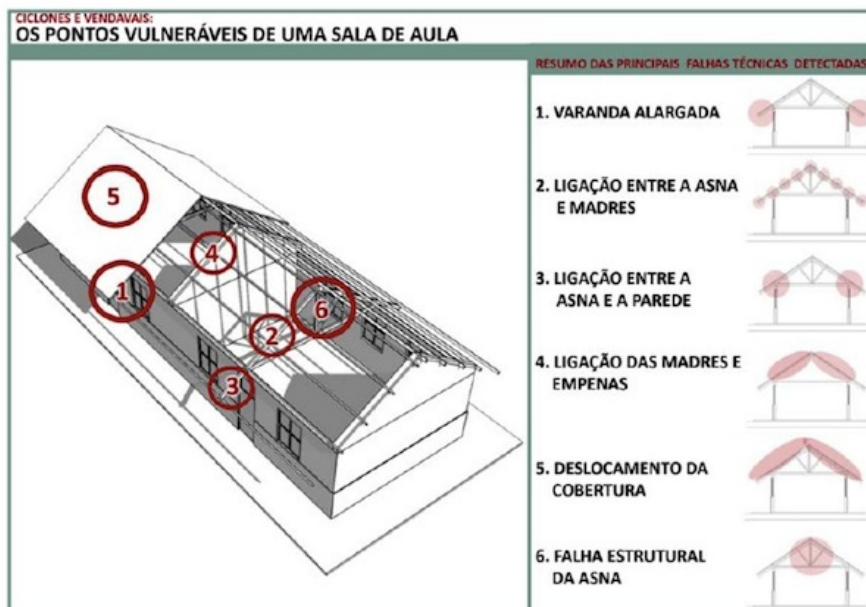 CICLONES E VENDAVAIS:
OS PONTOS VULNERÁVEIS DE UMA SALA DE AULA
5
4
1
6
2
3
RESUMO DAS PRINCIPAIS FALHAS TÉCNICAS DETECTADAS
1. VARANDA ALARGADA
2. LIGAÇÃO ENTRE A ASNA
E MADRES
3. LIGAÇÃO ENTRE A
ASNA E A PAREDE
4. LIGAÇÃO DAS MADRES E
EMPENAS
5. DESLOCAMENTO DA
COBERTURA
6. FALHA ESTRUTURAL
DA ASNA